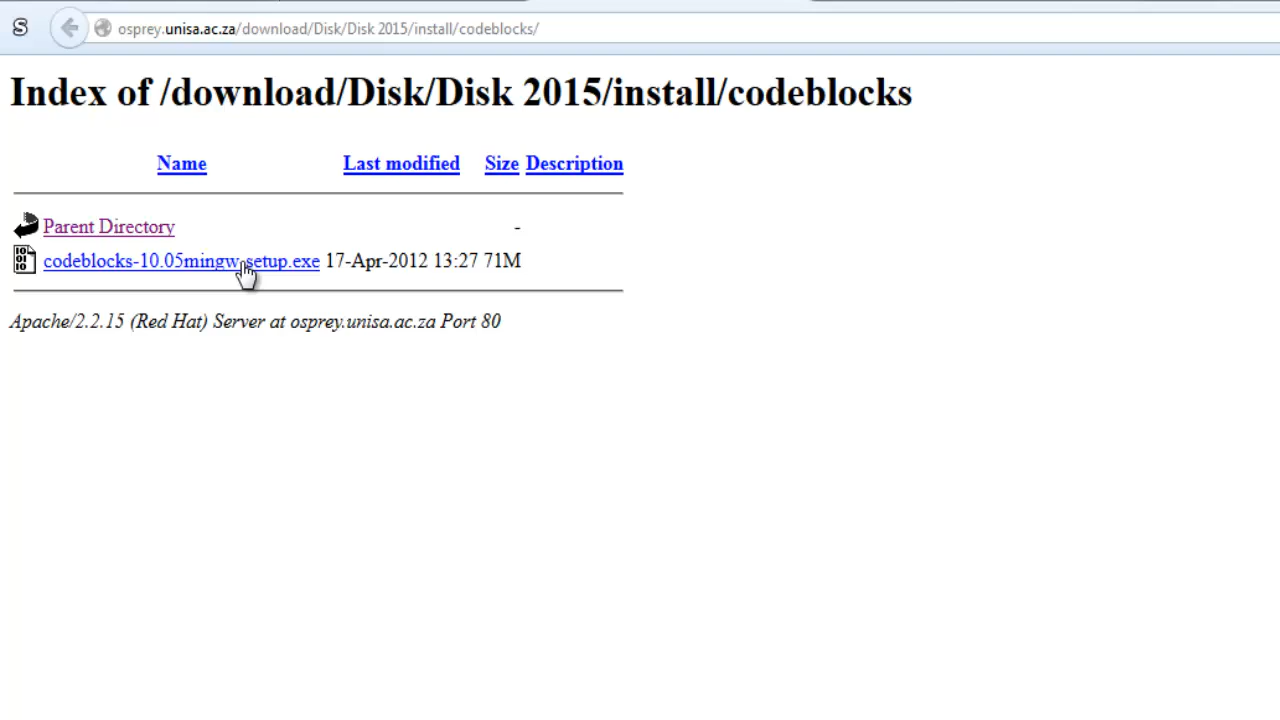 S
osprey.unisa.ac.za/download/Disk/Disk 2015/install/codeblocks/
Index of /download/Disk/Disk 2015/install/codeblocks
Name Last modified Size Description
Parent Directory -
codeblocks-10.05mingw-setup.exe 17-Apr-2012 13:27 71M
Apache/2.2.15 (Red Hat) Server at osprey.unisa.ac.za Port 80